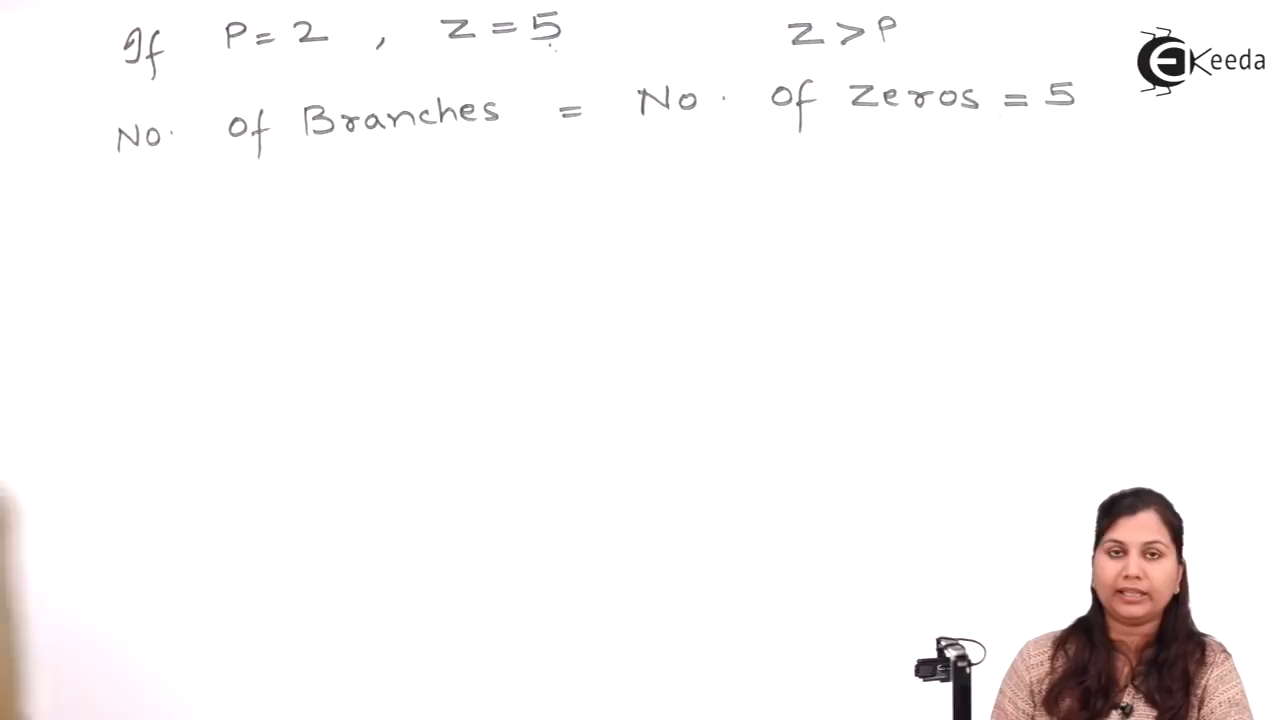 If P = 2 , Z = 5 Z > P
No. of Branches = No. of Zeros = 5
EKeeda